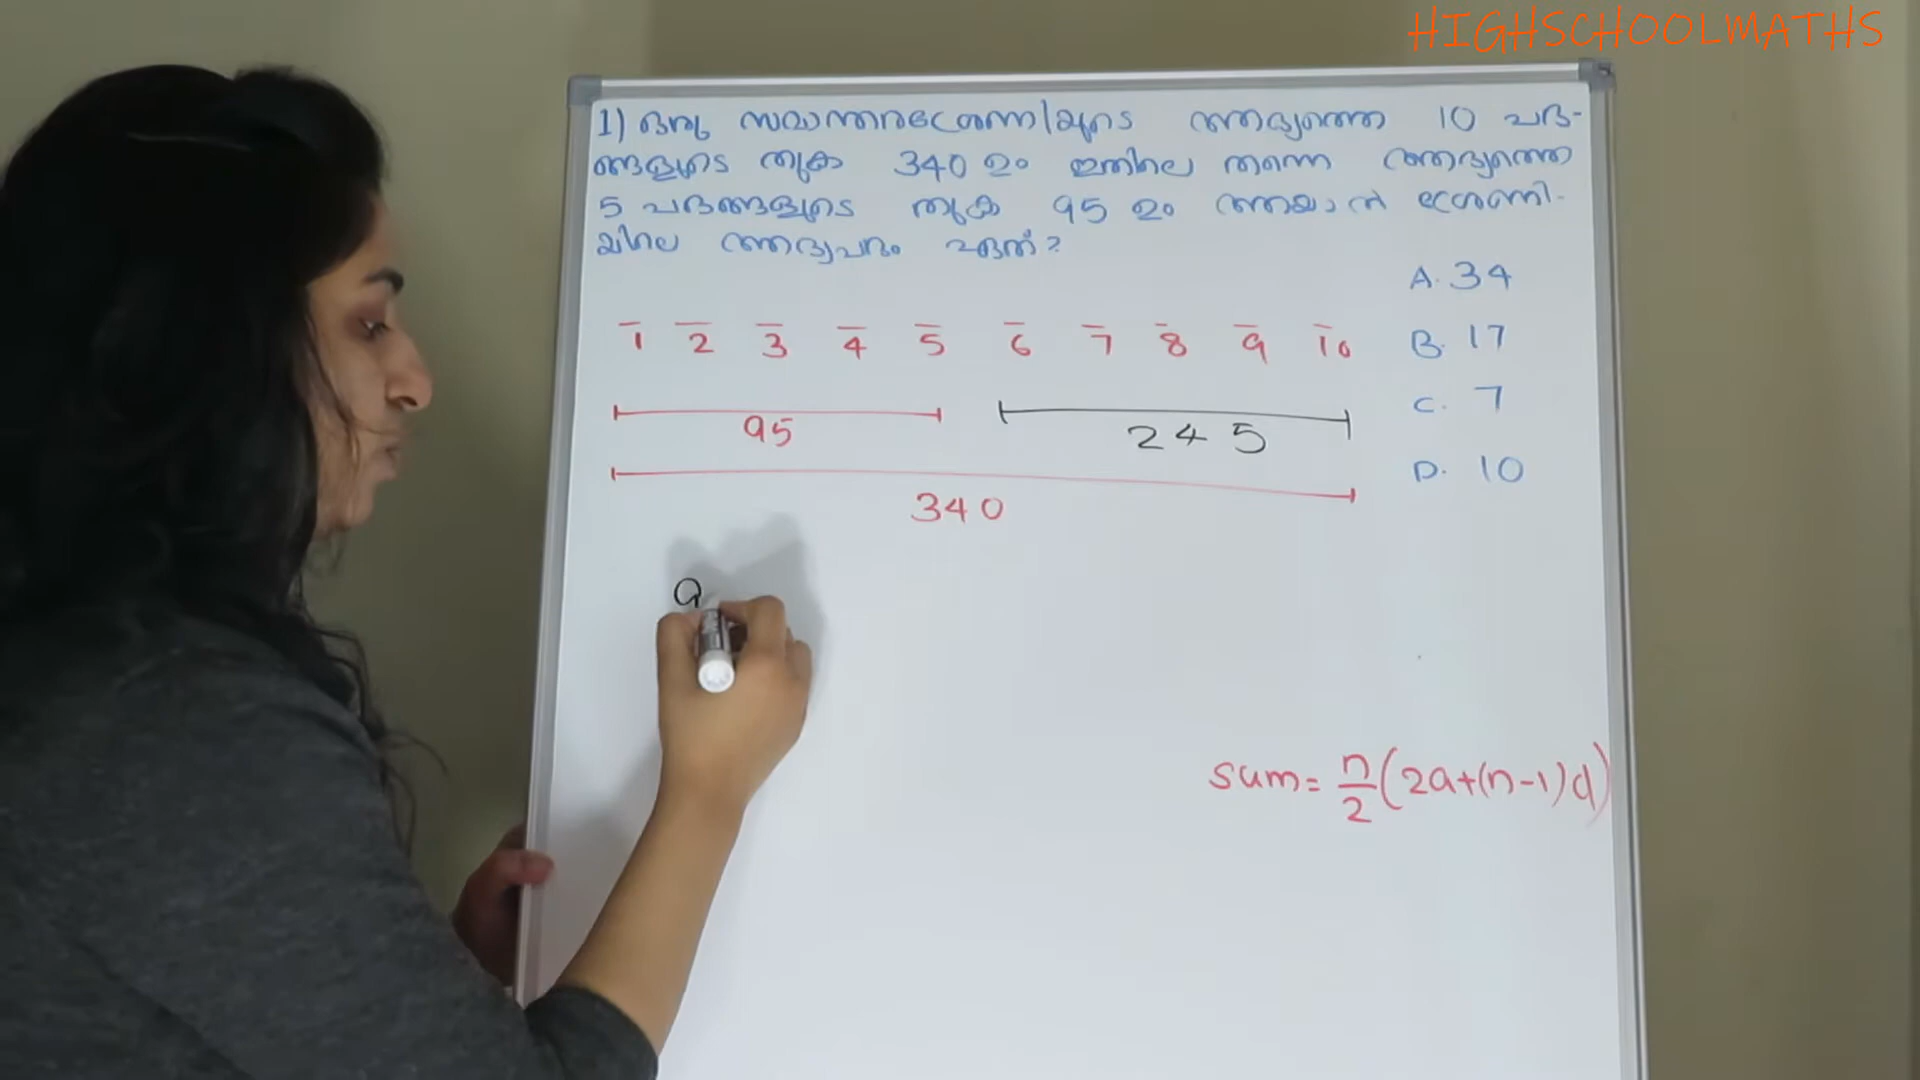 HIGHSCHOOLMATHS
1) ഒരു സമാന്തരശ്രേണിയുടെ ആദ്യത്തെ 10 പദ-
ങ്ങളുടെ തുക 340 ഉം ഇതിലെ തന്നെ ആദ്യത്തെ
5 പദങ്ങളുടെ തുക 95 ഉം ആയാൽ ശ്രേണി-
യിലെ ആദ്യപദം ഏത്?
A. 34
1 2 3 4 5 6 7 8 9 10
B. 17
C. 7
95
245
D. 10
340
a
sum = n/2 (2a+(n-1)d)